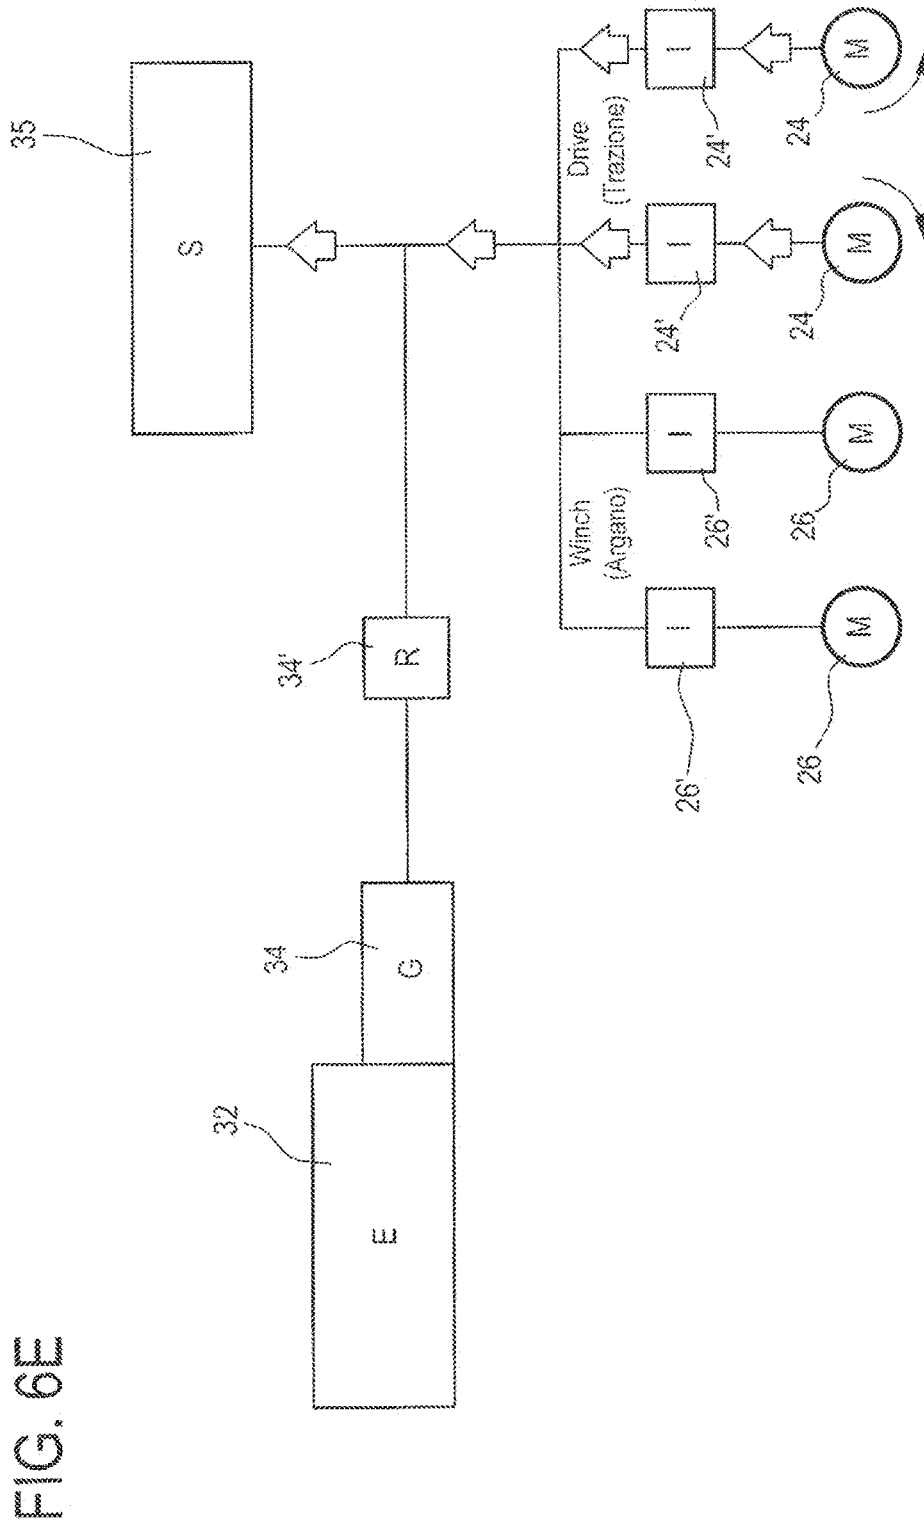 FIG. 6E
32
E
34
G
34'
R
35
S
Winch
(Argano)
Drive
(Trazione)
I
26'
I
26'
I
24'
I
24'
M
26
M
26
M
24
M
24